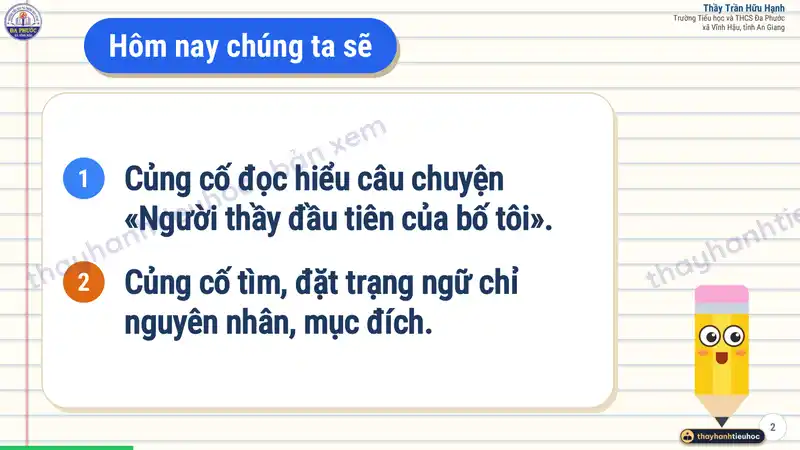 Thầy Trần Hữu Hạnh
Trường Tiểu học và THCS Đa Phước
xã Vĩnh Hậu, tỉnh An Giang
ĐA PHƯỚC
Hôm nay chúng ta sẽ
1 Củng cố đọc hiểu câu chuyện
«Người thầy đầu tiên của bố tôi».
2 Củng cố tìm, đặt trạng ngữ chỉ
nguyên nhân, mục đích.
thayhanhtieuhoc
2